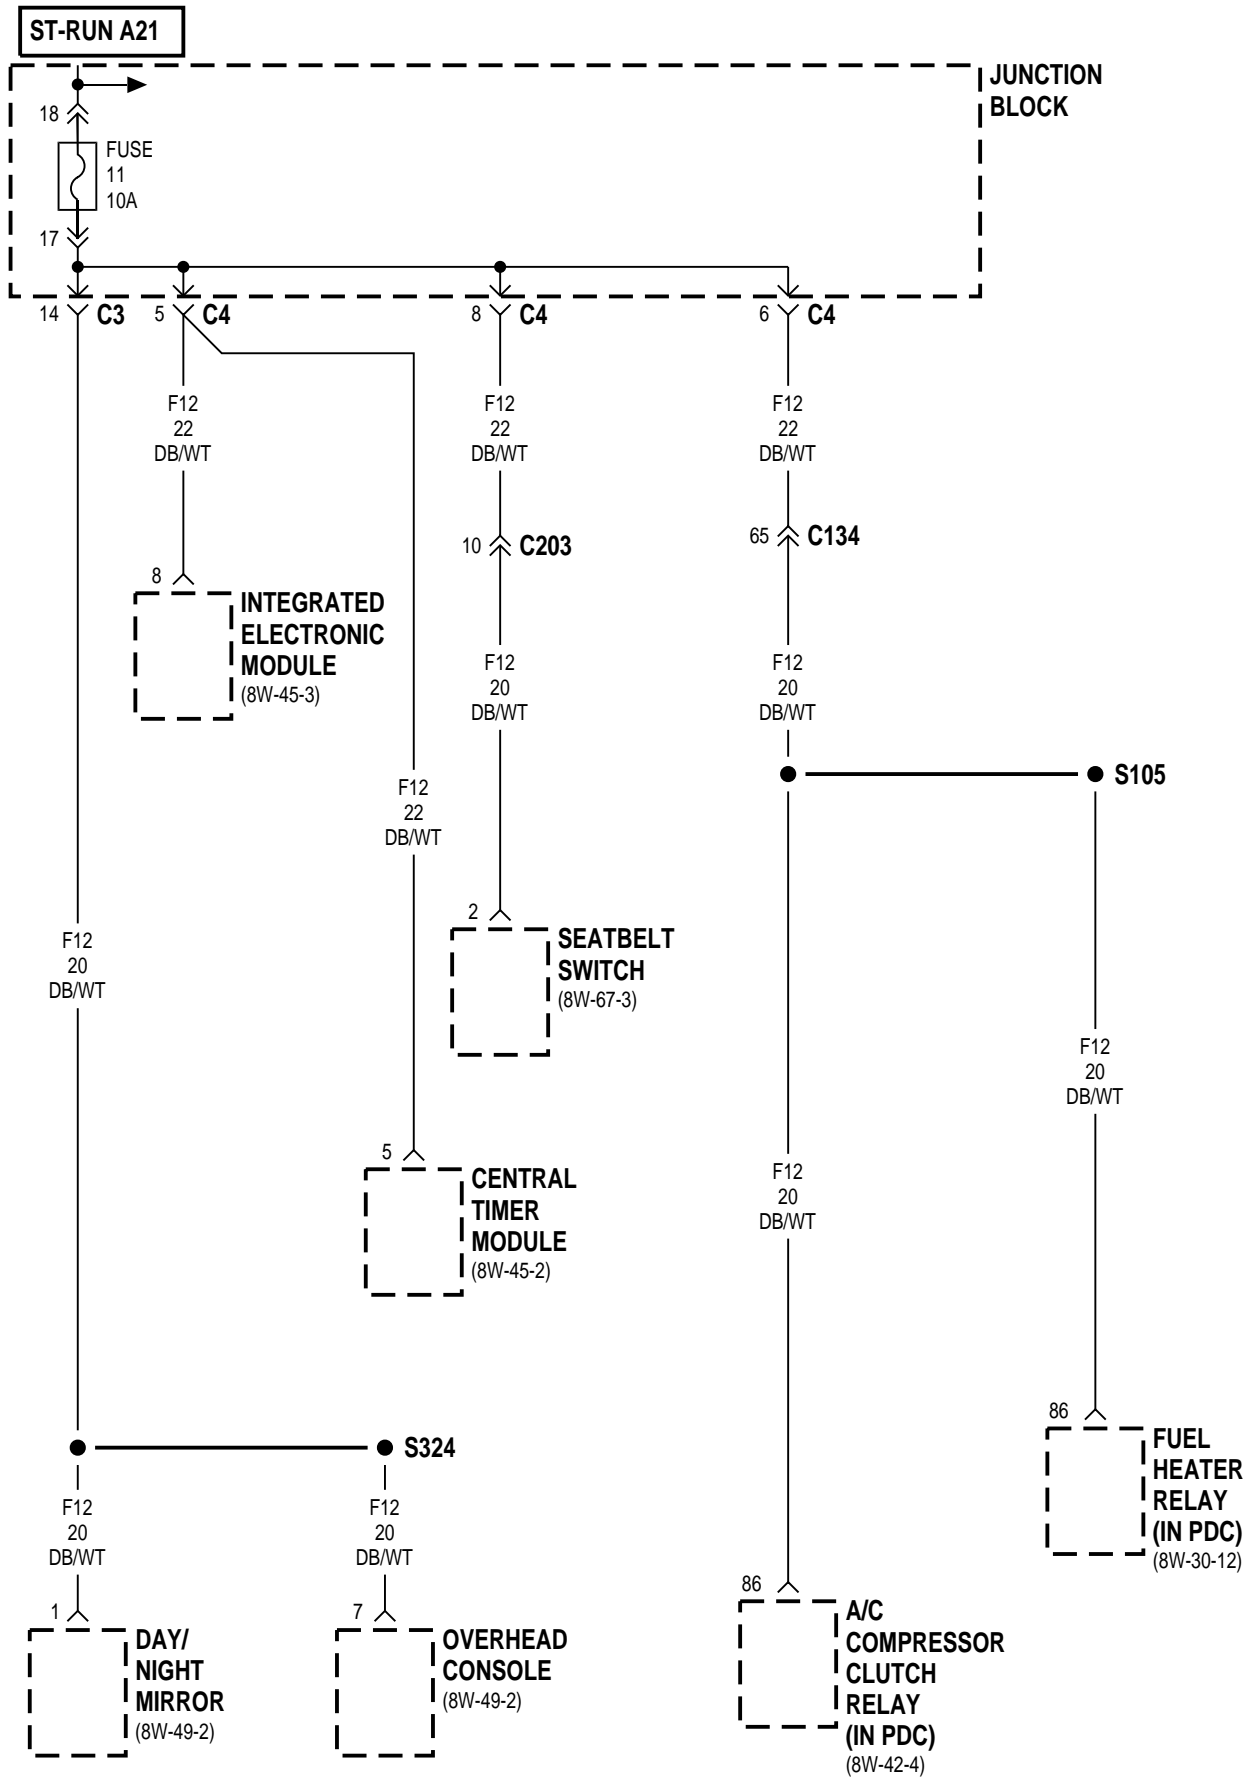 ST-RUN A21
JUNCTION
BLOCK
18
FUSE
11
10A
17
14 C3
5 C4
8 C4
6 C4
F12
22
DB/WT
F12
22
DB/WT
F12
22
DB/WT
10 C203
65 C134
8
INTEGRATED
ELECTRONIC
MODULE
(8W-45-3)
F12
20
DB/WT
F12
20
DB/WT
S105
F12
22
DB/WT
2
SEATBELT
SWITCH
(8W-67-3)
F12
20
DB/WT
F12
20
DB/WT
5
CENTRAL
TIMER
MODULE
(8W-45-2)
F12
20
DB/WT
86
FUEL
HEATER
RELAY
(IN PDC)
(8W-30-12)
S324
F12
20
DB/WT
F12
20
DB/WT
1
DAY/
NIGHT
MIRROR
(8W-49-2)
7
OVERHEAD
CONSOLE
(8W-49-2)
86
A/C
COMPRESSOR
CLUTCH
RELAY
(IN PDC)
(8W-42-4)